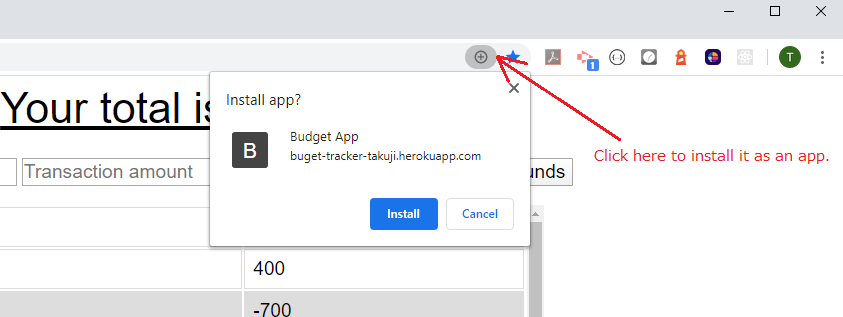 1
T
Your total is
Install app?
B
Budget App
buget-tracker-takuji.herokuapp.com
Click here to install it as an app.
Transaction amount
unds
Install
Cancel
400
-700